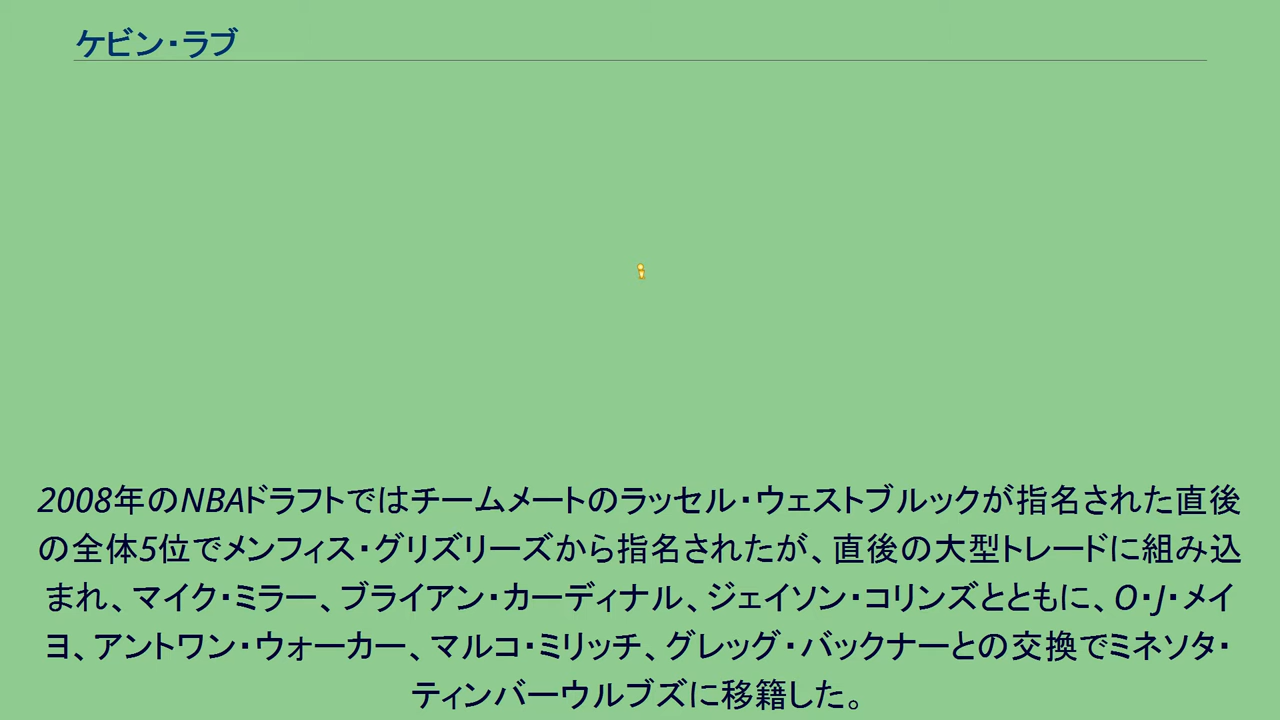 ケビン・ラブ
2008年のNBAドラフトではチームメートのラッセル・ウェストブルックが指名された直後
の全体5位でメンフィス・グリズリーズから指名されたが、直後の大型トレードに組み込
まれ、マイク・ミラー、ブライアン・カーディナル、ジェイソン・コリンズとともに、O・J・メイ
ヨ、アントワン・ウォーカー、マルコ・ミリッチ、グレッグ・バックナーとの交換でミネソタ・
ティンバーウルブズに移籍した。